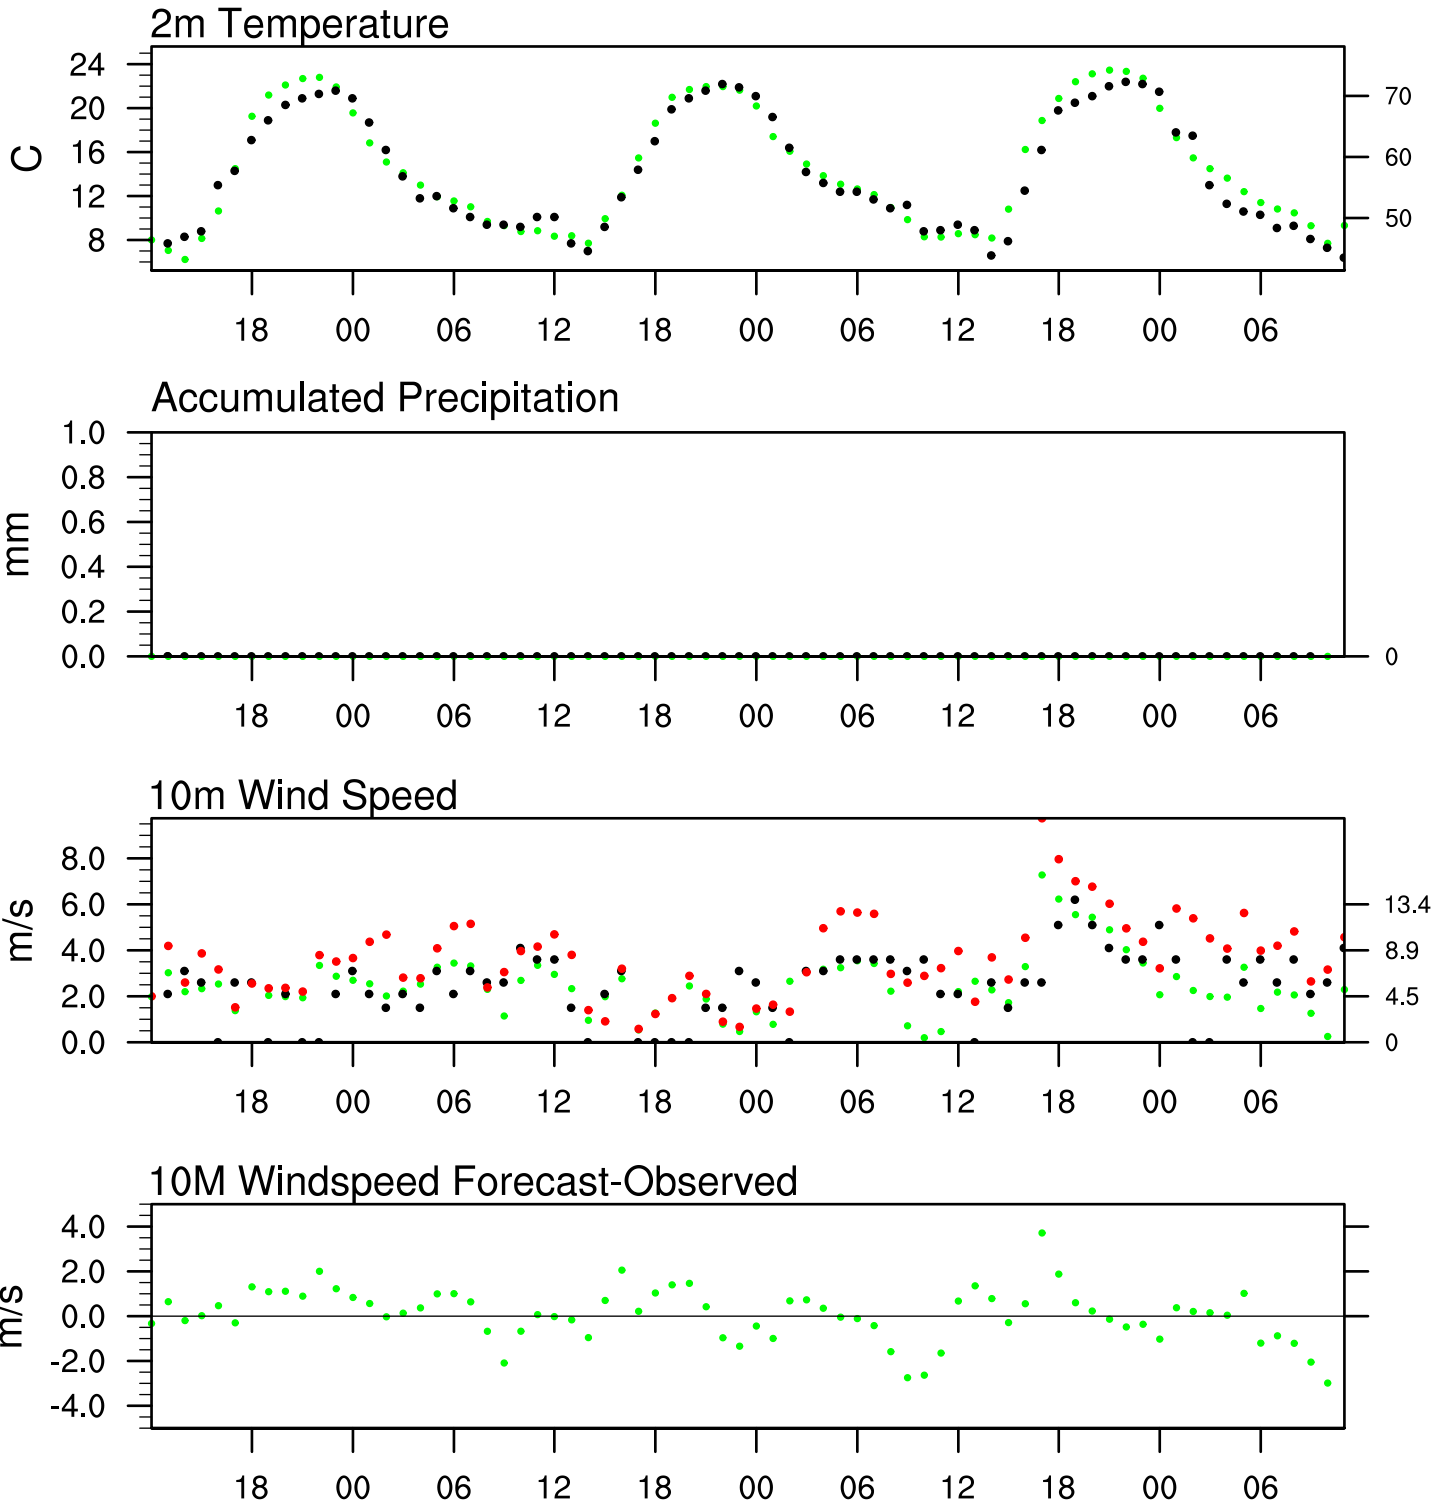 2m Temperature
24
20
16
12
8
C
70
60
50
18 00 06 12 18 00 06 12 18 00 06
Accumulated Precipitation
1.0
0.8
0.6
0.4
0.2
0.0
mm
0
18 00 06 12 18 00 06 12 18 00 06
10m Wind Speed
8.0
6.0
4.0
2.0
0.0
m/s
13.4
8.9
4.5
0
18 00 06 12 18 00 06 12 18 00 06
10M Windspeed Forecast-Observed
4.0
2.0
0.0
-2.0
-4.0
m/s
18 00 06 12 18 00 06 12 18 00 06